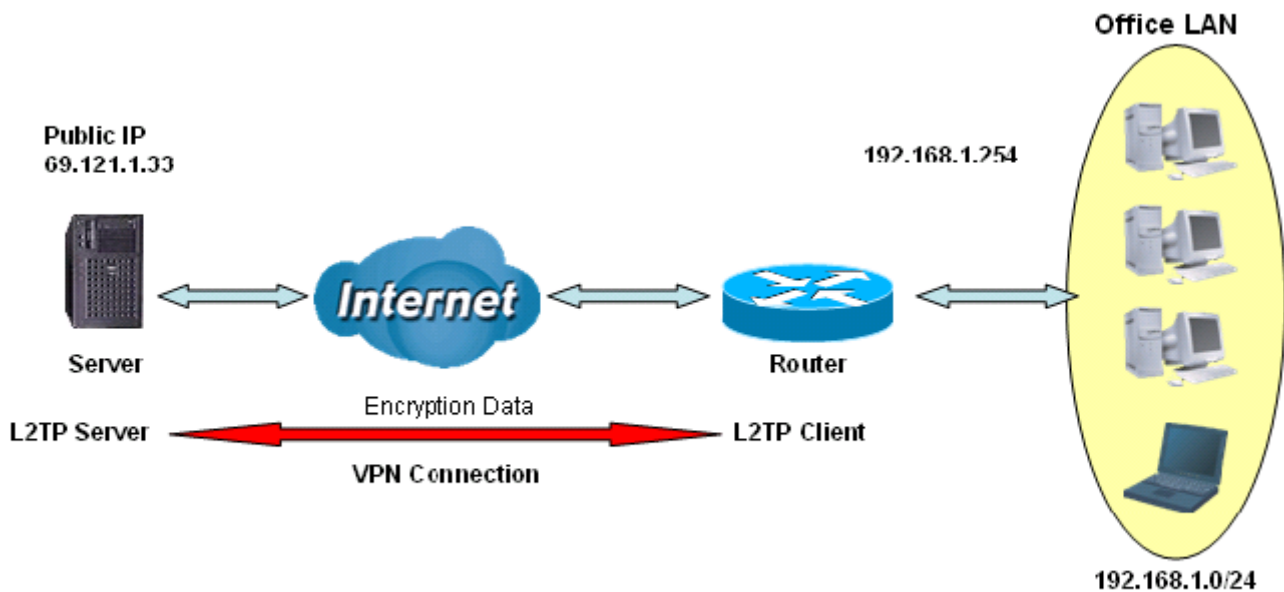 Office LAN
Public IP
69.121.1.33
192.168.1.254
Internet
Server
Router
Encryption Data
L2TP Server
L2TP Client
VPN Connection
192.168.1.0/24